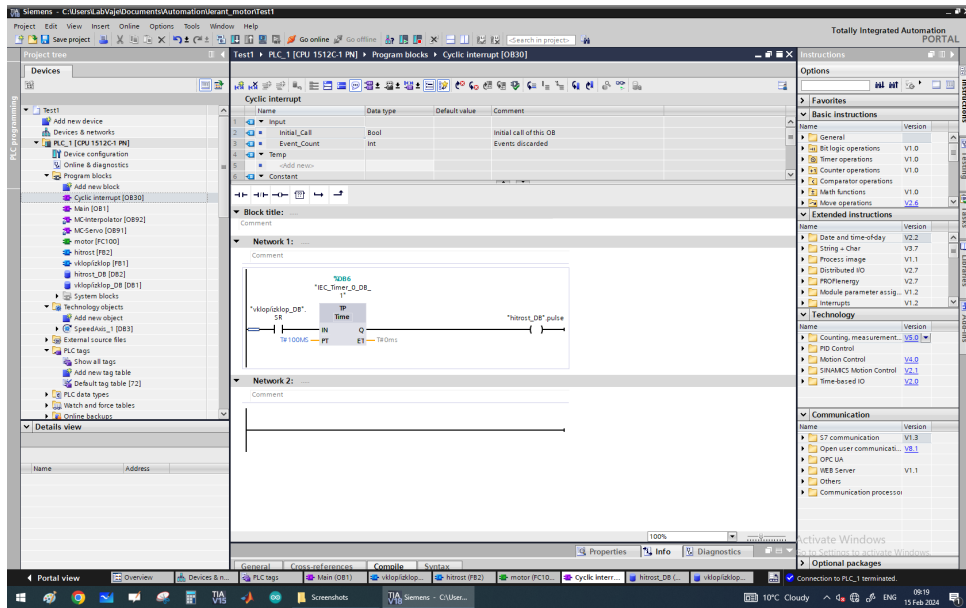 Siemens - C:\Users\LabVaje\Documents\Automation\Jerant_motor\Test1
Project Edit View Insert Online Options Tools Window Help
Save project Go online Go offline <Search in project>
Totally Integrated Automation
PORTAL
Project tree
Devices
PLC programming
Test1
Add new device
Devices & networks
PLC_1 [CPU 1512C-1 PN]
Device configuration
Online & diagnostics
Program blocks
Add new block
Cyclic interrupt [OB30]
Main [OB1]
MC-Interpolator [OB92]
MC-Servo [OB91]
motor [FC100]
hitrost [FB2]
vklop/izklop [FB1]
hitrost_DB [DB2]
vklop/izklop_DB [DB1]
System blocks
Technology objects
Add new object
SpeedAxis_1 [DB3]
External source files
PLC tags
Show all tags
Add new tag table
Default tag table [72]
PLC data types
Watch and force tables
Online backups
Details view
Name Address
Test1 PLC_1 [CPU 1512C-1 PN] Program blocks Cyclic interrupt [OB30]
Cyclic interrupt
Name Data type Default value Comment
1 Input
2 Initial_Call Bool Initial call of this OB
3 Event_Count Int Events discarded
4 Temp
5 <Add new>
6 Constant
Block title: ....
Comment
Network 1: ....
Comment
%DB6
"IEC_Timer_0_DB_
1"
"vklop/izklop_DB".
SR
TP
Time
"hitrost_DB".pulse
IN Q
T#100MS PT ET T#0ms
Network 2: ....
Comment
100%
Properties Info Diagnostics
General Cross-references Compile Syntax
Instructions
Options
Favorites
Basic instructions
Name Version
General
Bit logic operations V1.0
Timer operations V1.0
Counter operations V1.0
Comparator operations
Math functions V1.0
Move operations V2.6
Extended instructions
Name Version
Date and time-of-day V2.2
String + Char V3.7
Process image V1.1
Distributed I/O V2.7
PROFIenergy V2.7
Module parameter assig... V1.2
Interrupts V1.2
Technology
Name Version
Counting, measurement... V5.0
PID Control
Motion Control V4.0
SINAMICS Motion Control V2.1
Time-based IO V2.0
Communication
Name Version
S7 communication V1.3
Open user communicati... V8.1
OPC UA
WEB Server V1.1
Others
Communication processor
Optional packages
Instructions
Testing
Tasks
Libraries
Add-ins
Activate Windows
Go to Settings to activate Windows.
Portal view Overview Devices & n... PLC tags Main (OB1) vklop/izklop... hitrost (FB2) motor (FC10... Cyclic interr... hitrost_DB (... vklop/izklop... Connection to PLC_1 terminated.
TIA V15 Screenshots Siemens - C:\User... 10°C Cloudy ENG 09:19
15 Feb 2024